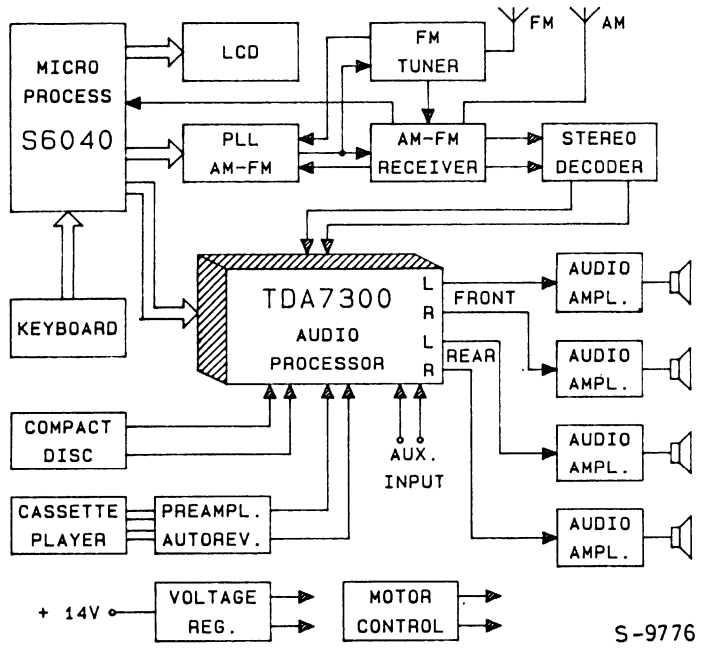 MICRO
PROCESS
S6040
LCD
FM
TUNER
FM
AM
PLL
AM-FM
AM-FM
RECEIVER
STEREO
DECODER
KEYBOARD
TDA7300
AUDIO
PROCESSOR
L
R
L
R
FRONT
REAR
AUDIO
AMPL.
AUDIO
AMPL.
AUDIO
AMPL.
AUDIO
AMPL.
COMPACT
DISC
AUX.
INPUT
CASSETTE
PLAYER
PREAMPL.
AUTOREV.
+ 14V
VOLTAGE
REG.
MOTOR
CONTROL
S-9776